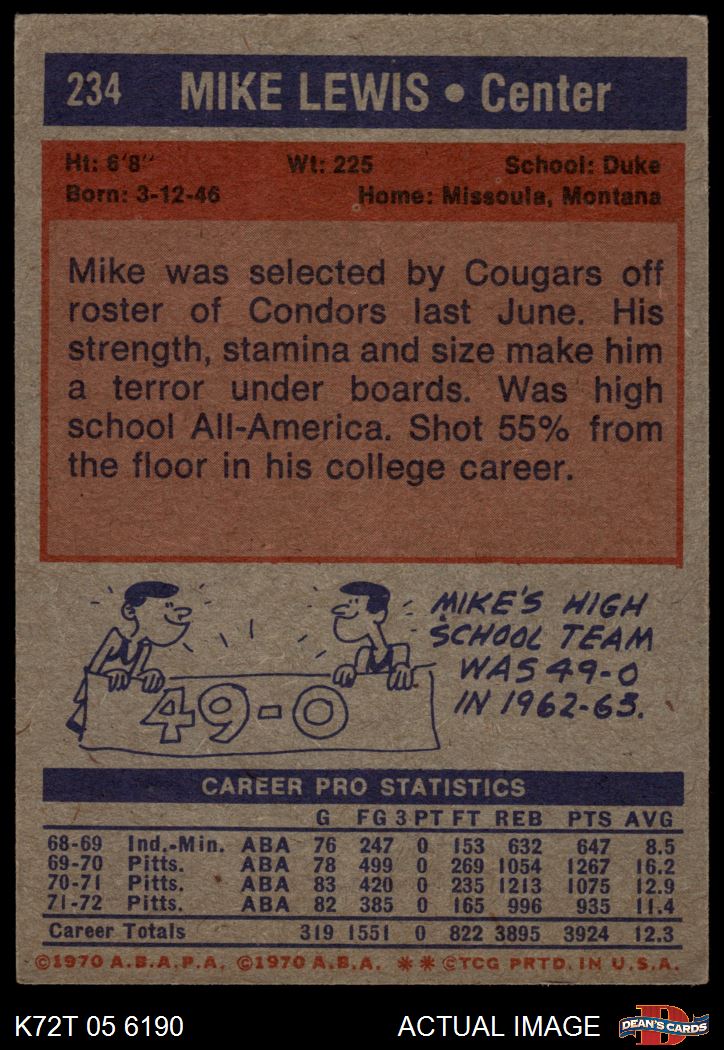 234 MIKE LEWIS • Center
Ht: 6'8" Wt: 225 School: Duke
Born: 3-12-46 Home: Missoula, Montana
Mike was selected by Cougars off
roster of Condors last June. His
strength, stamina and size make him
a terror under boards. Was high
school All-America. Shot 55% from
the floor in his college career.
MIKE'S HIGH
SCHOOL TEAM
WAS 49-0
IN 1962-63.
49-0
CAREER PRO STATISTICS
G FG 3 PT FT REB PTS AVG
68-69 Ind.-Min. ABA 76 247 0 153 632 647 8.5
69-70 Pitts. ABA 78 499 0 269 1054 1267 16.2
70-71 Pitts. ABA 83 420 0 235 1213 1075 12.9
71-72 Pitts. ABA 82 385 0 165 996 935 11.4
Career Totals 319 1551 0 822 3895 3924 12.3
©1970 A.B.A.P.A. ©1970 A.B.A. ** ©TCG PRTD. IN U.S.A.
K72T 05 6190 ACTUAL IMAGE D DEAN'S CARDS